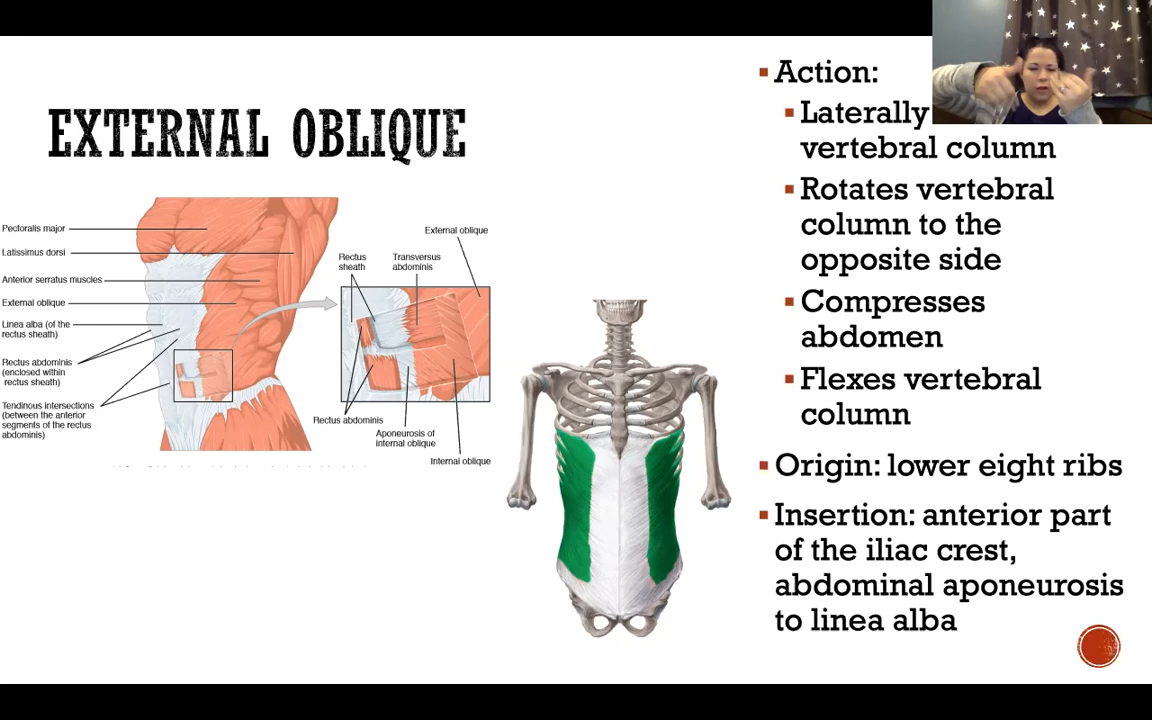 EXTERNAL OBLIQUE
Pectoralis major
Latissimus dorsi
Anterior serratus muscles
External oblique
Linea alba (of the
rectus sheath)
Rectus abdominis
(enclosed within
rectus sheath)
Tendinous intersections
(between the anterior
segments of the rectus
abdominis)
External oblique
Rectus
sheath
Transversus
abdominis
Rectus abdominis
Aponeurosis of
internal oblique
Internal oblique
Action:
Laterally
vertebral column
Rotates vertebral
column to the
opposite side
Compresses
abdomen
Flexes vertebral
column
Origin: lower eight ribs
Insertion: anterior part
of the iliac crest,
abdominal aponeurosis
to linea alba